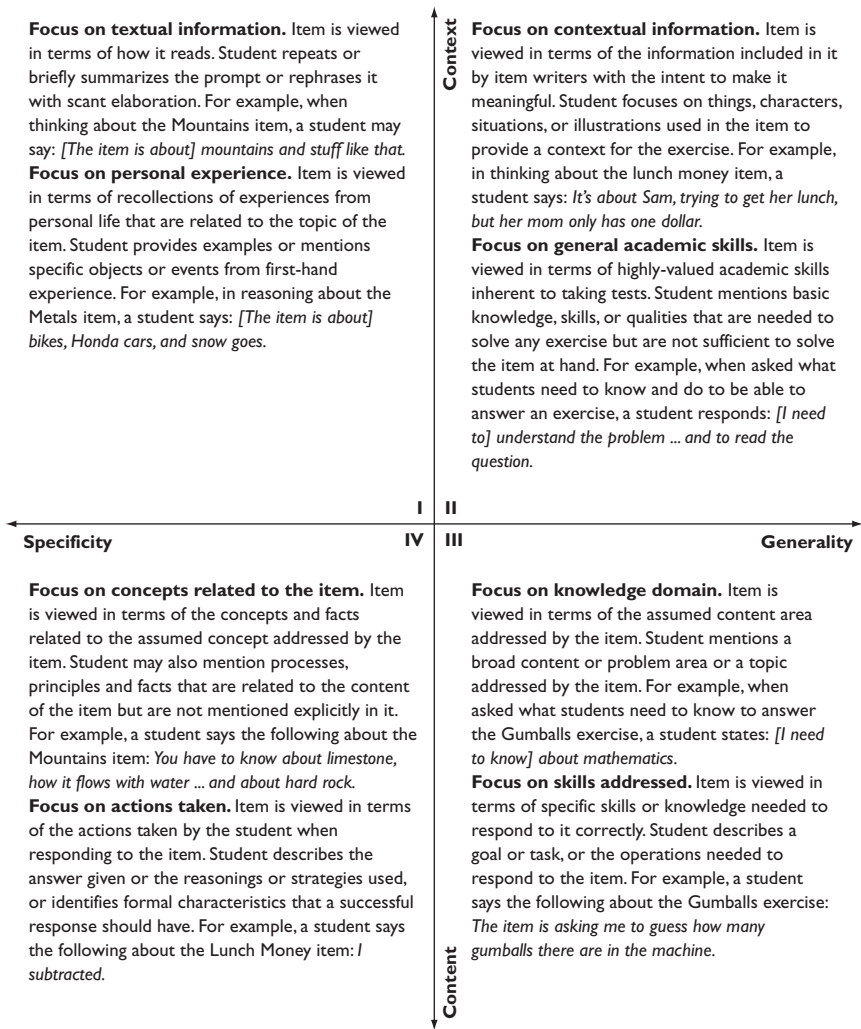 Context
Focus on textual information. Item is viewed
in terms of how it reads. Student repeats or
briefly summarizes the prompt or rephrases it
with scant elaboration. For example, when
thinking about the Mountains item, a student may
say: [The item is about] mountains and stuff like that.
Focus on personal experience. Item is viewed
in terms of recollections of experiences from
personal life that are related to the topic of the
item. Student provides examples or mentions
specific objects or events from first-hand
experience. For example, in reasoning about the
Metals item, a student says: [The item is about]
bikes, Honda cars, and snow goes.
Focus on contextual information. Item is
viewed in terms of the information included in it
by item writers with the intent to make it
meaningful. Student focuses on things, characters,
situations, or illustrations used in the item to
provide a context for the exercise. For example,
in thinking about the lunch money item, a
student says: It's about Sam, trying to get her lunch,
but her mom only has one dollar.
Focus on general academic skills. Item is
viewed in terms of highly-valued academic skills
inherent to taking tests. Student mentions basic
knowledge, skills, or qualities that are needed to
solve any exercise but are not sufficient to solve
the item at hand. For example, when asked what
students need to know and do to be able to
answer an exercise, a student responds: [I need
to] understand the problem ... and to read the
question.
I II
Specificity IV III Generality
Focus on concepts related to the item. Item
is viewed in terms of the concepts and facts
related to the assumed concept addressed by the
item. Student may also mention processes,
principles and facts that are related to the content
of the item but are not mentioned explicitly in it.
For example, a student says the following about the
Mountains item: You have to know about limestone,
how it flows with water ... and about hard rock.
Focus on actions taken. Item is viewed in terms
of the actions taken by the student when
responding to the item. Student describes the
answer given or the reasonings or strategies used,
or identifies formal characteristics that a successful
response should have. For example, a student says
the following about the Lunch Money item: I
subtracted.
Focus on knowledge domain. Item is
viewed in terms of the assumed content area
addressed by the item. Student mentions a
broad content or problem area or a topic
addressed by the item. For example, when
asked what students need to know to answer
the Gumballs exercise, a student states: [I need
to know] about mathematics.
Focus on skills addressed. Item is viewed in
terms of specific skills or knowledge needed to
respond to it correctly. Student describes a
goal or task, or the operations needed to
respond to the item. For example, a student
says the following about the Gumballs exercise:
The item is asking me to guess how many
gumballs there are in the machine.
Content